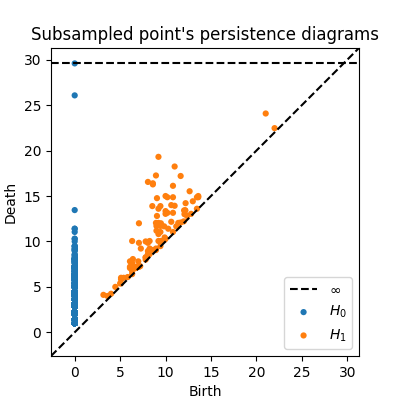 Subsampled point's persistence diagrams
30
25
20
15
10
5
0
Death
∞
H₀
H₁
0 5 10 15 20 25 30
Birth